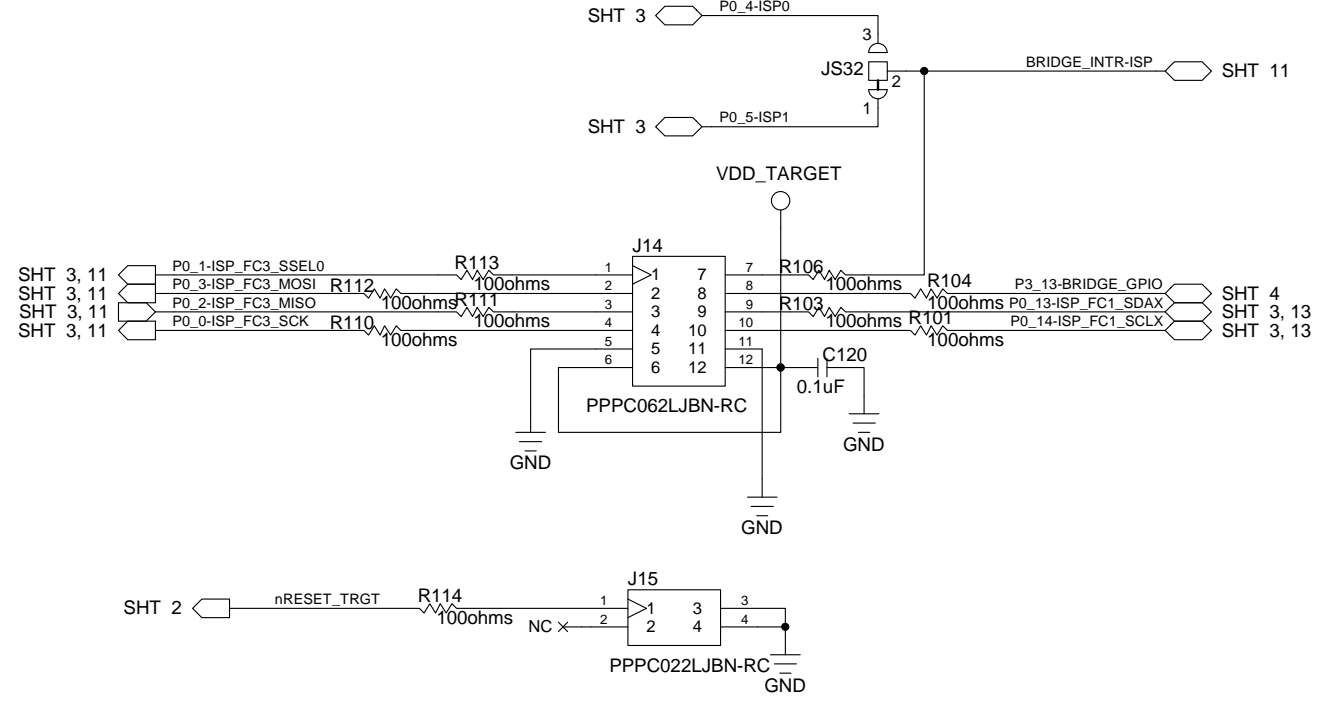 SHT 3 P0_4-ISP0
3
JS32 2 BRIDGE_INTR-ISP SHT 11
1
SHT 3 P0_5-ISP1
VDD_TARGET
J14
SHT 3, 11 P0_1-ISP_FC3_SSEL0 R113 100ohms 1 1 7 7 R106 100ohms
SHT 3, 11 P0_3-ISP_FC3_MOSI R112 100ohms 2 2 8 8 R104 100ohms P3_13-BRIDGE_GPIO SHT 4
SHT 3, 11 P0_2-ISP_FC3_MISO R111 100ohms 3 3 9 9 R103 100ohms P0_13-ISP_FC1_SDAX SHT 3, 13
SHT 3, 11 P0_0-ISP_FC3_SCK R110 100ohms 4 4 10 10 R101 100ohms P0_14-ISP_FC1_SCLX SHT 3, 13
5 5 11 11
6 6 12 12 C120
0.1uF
PPPC062LJBN-RC
GND
GND
GND
J15
SHT 2 nRESET_TRGT R114 100ohms 1 1 3 3
NC 2 2 4 4
PPPC022LJBN-RC
GND